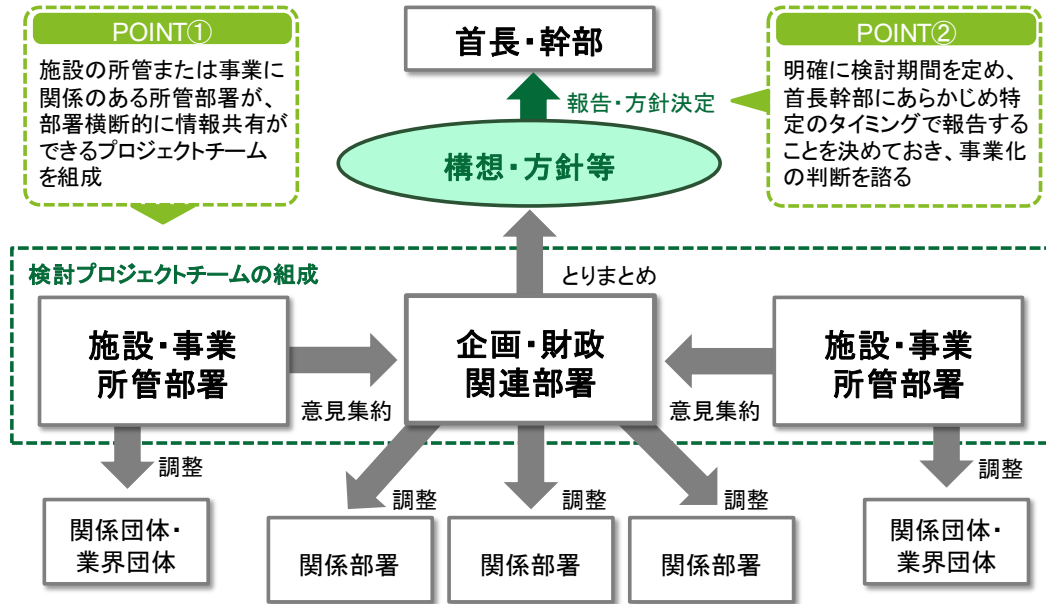 POINT①
施設の所管または事業に
関係のある所管部署が、
部署横断的に情報共有が
できるプロジェクトチーム
を組成
首長・幹部
報告・方針決定
POINT②
明確に検討期間を定め、
首長幹部にあらかじめ特
定のタイミングで報告する
ことを決めておき、事業化
の判断を諮る
構想・方針等
検討プロジェクトチームの組成
とりまとめ
施設・事業
所管部署
意見集約
企画・財政
関連部署
意見集約
施設・事業
所管部署
調整
調整
調整
調整
調整
関係団体・
業界団体
関係部署
関係部署
関係部署
関係団体・
業界団体